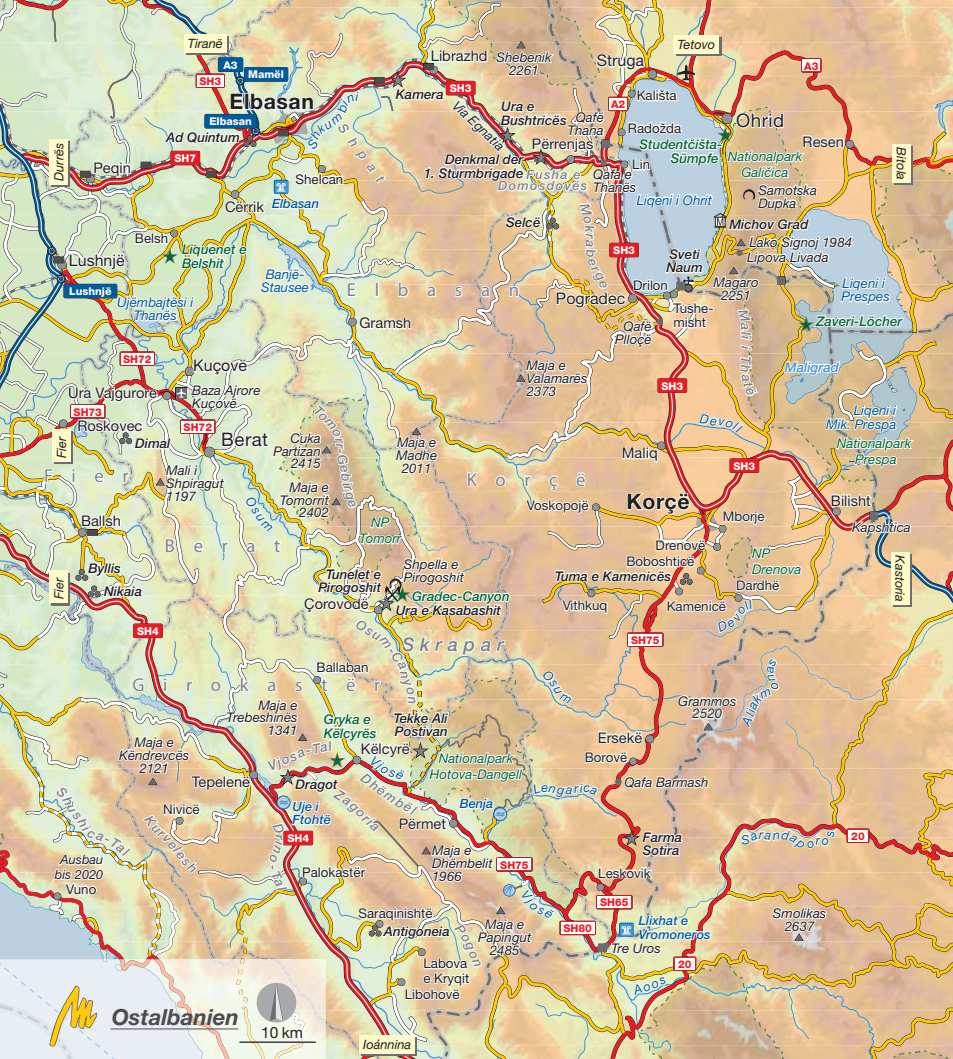 Tiranë
Tetovo
Librazhd
Shebenik
2261
Struga
A3
Mamël
SH3
A3
SH3
Elbasan
Kamera
Kališta
A2
Ura e
Bushtricës
Ohrid
Elbasan
Shkumbini
Via Egnatia
Qafë
Thana
Radožda
Studentčišta-
Sümpfe
Ad Quintum
Shpat
Përrenjas
Resen
Durrës
SH7
Denkmal der
1. Sturmbrigade
Lin
Nationalpark
Galičica
Bitola
Peqin
Shelcan
Fusha e
Domosdovës
Qafa e
Thanës
Cërrik
Elbasan
Liqeni i Ohrit
Samotska
Dupka
Selcë
Mokraberge
Michov Grad
Belsh
Liquenet e
Belshit
SH3
Lako Signoj 1984
Lipova Livada
Lushnjë
Sveti
Naum
Lushnjë
Banjë-
Stausee
Elbasan
Drilon
Magaro
2251
Liqeni i
Prespes
Ujëmbajtësi i
Thanës
Pogradec
Tushe-
misht
Gramsh
Qafë
Plloçë
Zaveri-Löcher
SH72
Mali i Thatë
Kuçovë
Maja e
Valamarës
2373
Maligrad
Ura Vajgurore
Baza Ajrore
Kuçovë
SH3
SH73
Roskovec
SH72
Tomorr-Gebirge
Liqeni i
Mik. Prespa
Devoll
Fier
Dimal
Berat
Cuka
Partizan
2415
Maja e
Madhe
2011
Maliq
Nationalpark
Prespa
Fier
Mali i
Shpiragut
1197
SH3
Maja e
Tomorrit
2402
Korçë
Osum
Voskopojë
Korçë
Bilisht
Ballsh
NP
Tomorr
Mborje
Kapshtica
Berat
Drenovë
Byllis
Shpella e
Pirogoshit
Boboshticë
NP
Drenova
Kastoria
Fier
Tunelet e
Pirogoshit
Tuma e Kamenicës
Nikaia
Gradec-Canyon
Dardhë
Çorovodë
Ura e Kasabashit
Vithkuq
Kamenicë
Devoll
SH4
Osum-Canyon
Skrapar
SH75
Ballaban
Osum
Girokastër
Aliakmonas
Maja e
Trebeshinës
1341
Grammos
2520
Gryka e
Këlcyrës
Tekke Ali
Postivan
Maja e
Këndrevcës
2121
Vjosa-Tal
Këlcyrë
Ersekë
Nationalpark
Hotova-Dangell
Borovë
Tepelenë
Dragot
Vjosë
Qafa Barmash
Shushica-Tal
Nivicë
Uje i
Ftohtë
Zagoria
Dhëmbel
Benja
Lengarica
Kurvelesh
Përmet
Sarandaporos
20
SH4
Drino-Tal
Farma
Sotira
Ausbau
bis 2020
Maja e
Dhëmbelit
1966
SH75
Palokastër
Leskovik
Vuno
SH65
Vjosë
Saraqinishtë
Smolikas
2637
Antigoneia
Maja e
Papingut
2485
SH80
Llixhat e
Vromoneros
Pogon
Tre Uros
Labova
e Kryqit
20
Libohovë
Aoos
Ostalbanien
10 km
Ioánnina